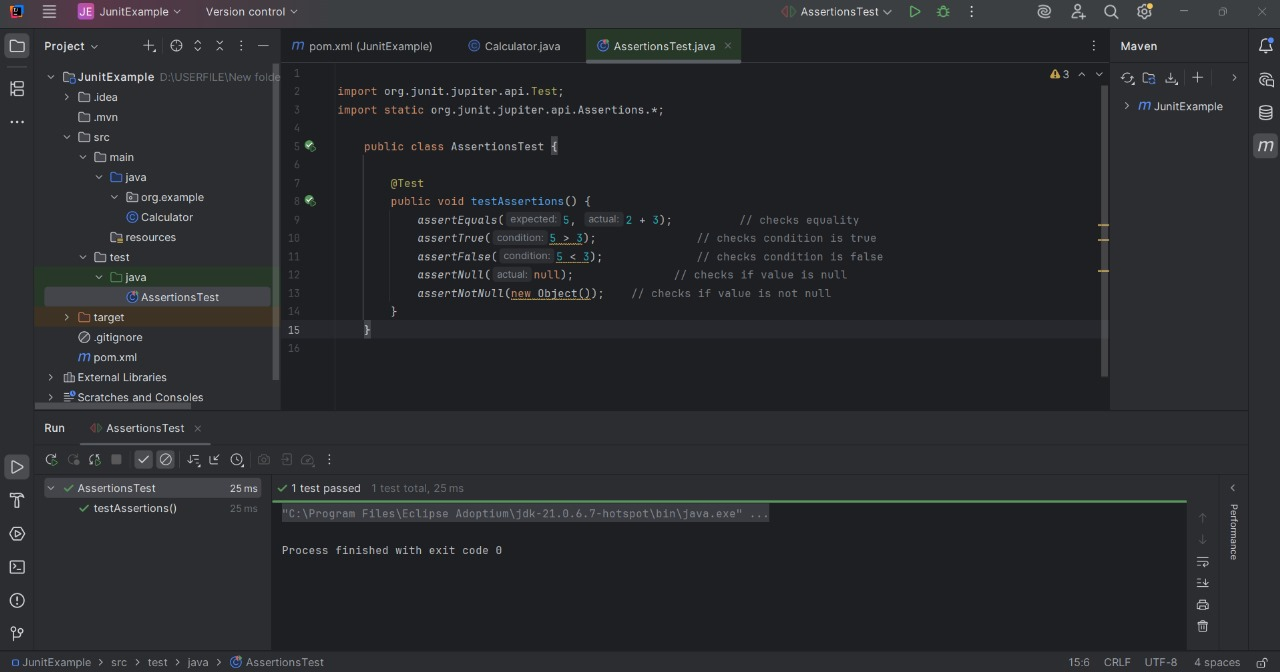 JE JunitExample Version control AssertionsTest
Project
JunitExample D:\USERFILE\New folde
.idea
.mvn
src
main
java
org.example
Calculator
resources
test
java
AssertionsTest
target
.gitignore
pom.xml
External Libraries
Scratches and Consoles
pom.xml (JunitExample) Calculator.java AssertionsTest.java
3
1
2 import org.junit.jupiter.api.Test;
3 import static org.junit.jupiter.api.Assertions.*;
4
5 public class AssertionsTest {
6
7 @Test
8 public void testAssertions() {
9 assertEquals( expected: 5, actual: 2 + 3); // checks equality
10 assertTrue( condition: 5 > 3); // checks condition is true
11 assertFalse( condition: 5 < 3); // checks condition is false
12 assertNull( actual: null); // checks if value is null
13 assertNotNull(new Object()); // checks if value is not null
14 }
15 }
16
Maven
m JunitExample
m
Run AssertionsTest
AssertionsTest 25 ms
testAssertions() 25 ms
1 test passed 1 test total, 25 ms
"C:\Program Files\Eclipse Adoptium\jdk-21.0.6.7-hotspot\bin\java.exe" ...
Process finished with exit code 0
Performance
JunitExample > src > test > java > AssertionsTest
15:6 CRLF UTF-8 4 spaces